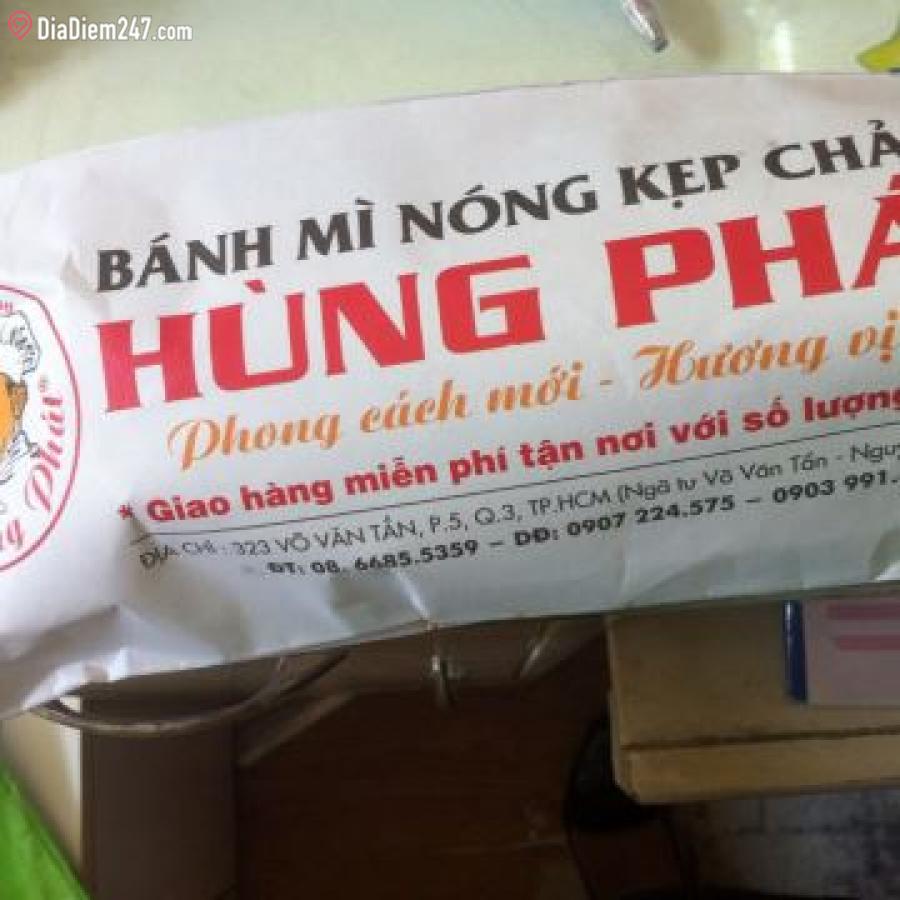 DiaDiem247.com
BÁNH MÌ NÓNG KẸP CHẢ
HÙNG PHÁ
Phong cách mới - Hương vị
* Giao hàng miễn phí tận nơi với số lượng
ĐỊA CHỈ : 323 VÕ VĂN TẦN, P.5, Q.3, TP.HCM (Ngã tư Võ Văn Tần - Nguy
ĐT: 08. 6685.5359 – DĐ: 0907 224.575 – 0903 991.
Phát